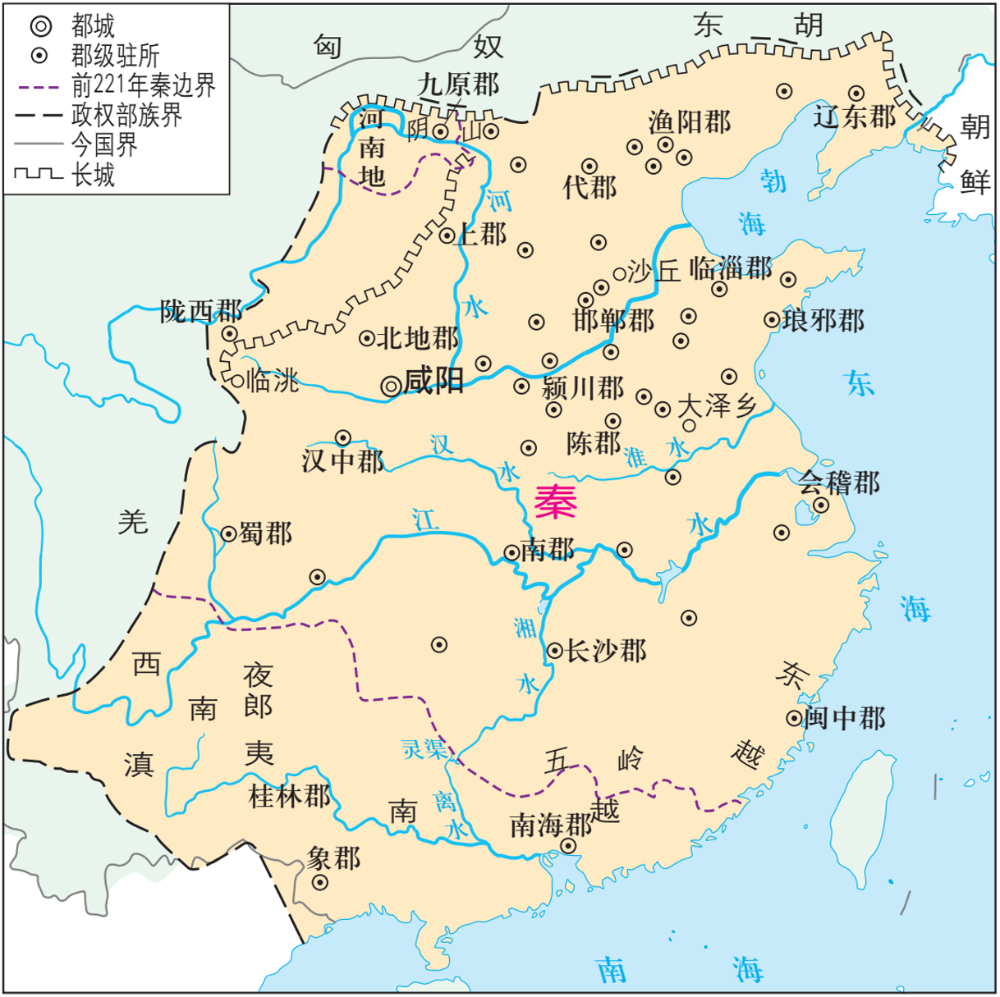 都城
郡级驻所
前221年秦边界
政权部族界
今国界
长城
匈
奴
东
胡
九原郡
河
南
地
阴
山
渔阳郡
辽东郡
朝
鲜
代郡
勃
海
河
上郡
沙丘
临淄郡
水
陇西郡
邯郸郡
琅邪郡
北地郡
临洮
咸阳
颍川郡
大泽乡
东
汉中郡
汉
水
陈郡
淮
水
秦
会稽郡
羌
蜀郡
江
南郡
水
海
湘
水
长沙郡
西
南
夷
夜
郎
滇
东
越
闽中郡
灵渠
五
岭
桂林郡
离
水
南
越
南海郡
象郡
南
海